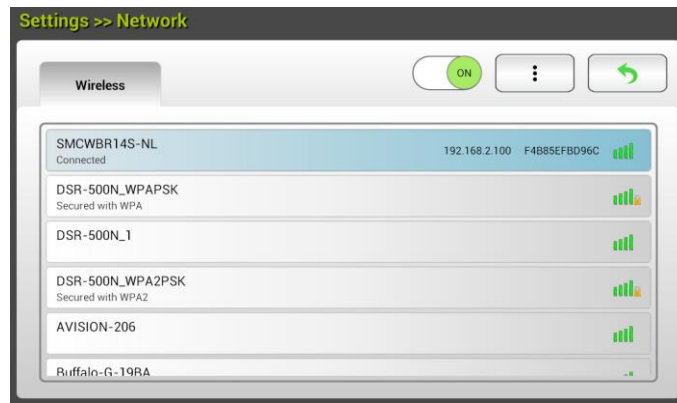 Settings >> Network
Wireless
ON
SMCWBR14S-NL 192.168.2.100 F4B85EFBD96C
Connected
DSR-500N_WPAPSK
Secured with WPA
DSR-500N_1
DSR-500N_WPA2PSK
Secured with WPA2
AVISION-206
Buffalo-G-19BA